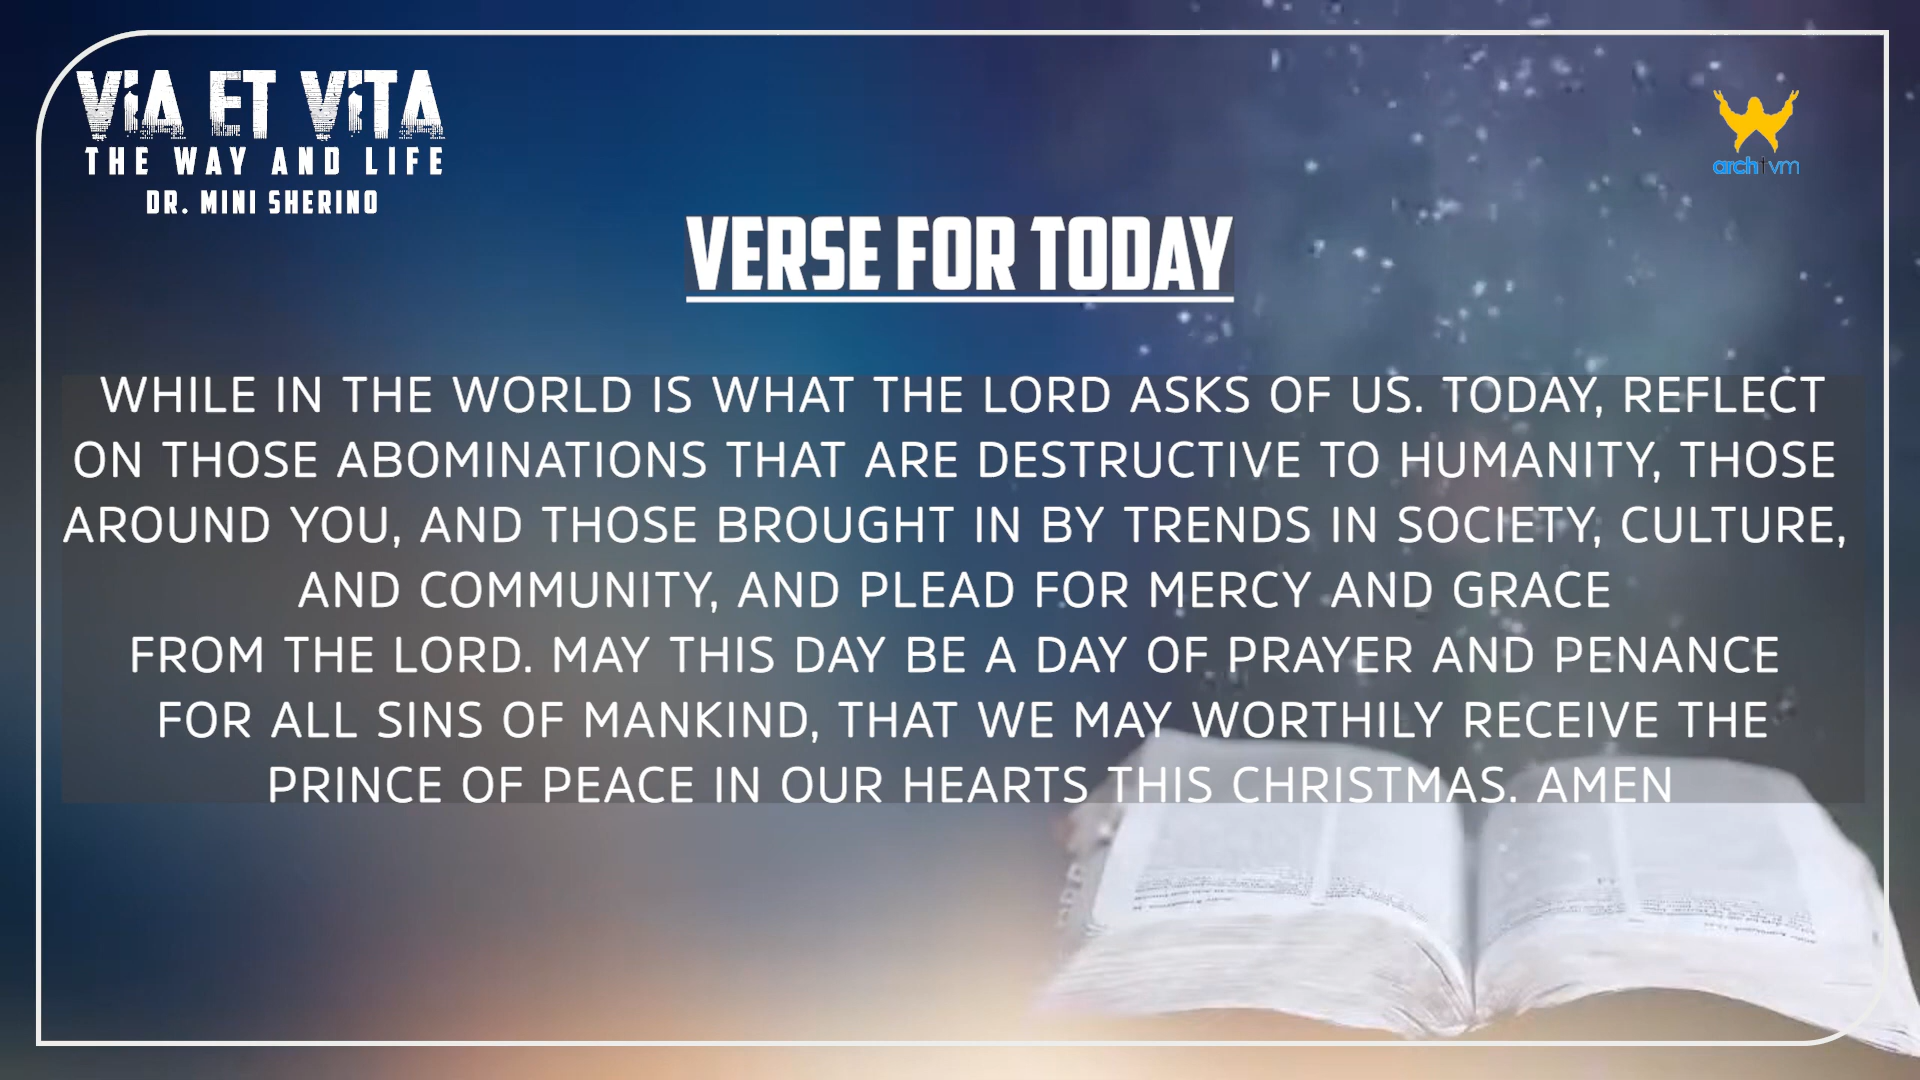 ViA ET ViTA
THE WAY AND LIFE
DR. MINI SHERINO
archtvm
VERSE FOR TODAY
WHILE IN THE WORLD IS WHAT THE LORD ASKS OF US. TODAY, REFLECT
ON THOSE ABOMINATIONS THAT ARE DESTRUCTIVE TO HUMANITY, THOSE
AROUND YOU, AND THOSE BROUGHT IN BY TRENDS IN SOCIETY, CULTURE,
AND COMMUNITY, AND PLEAD FOR MERCY AND GRACE
FROM THE LORD. MAY THIS DAY BE A DAY OF PRAYER AND PENANCE
FOR ALL SINS OF MANKIND, THAT WE MAY WORTHILY RECEIVE THE
PRINCE OF PEACE IN OUR HEARTS THIS CHRISTMAS. AMEN